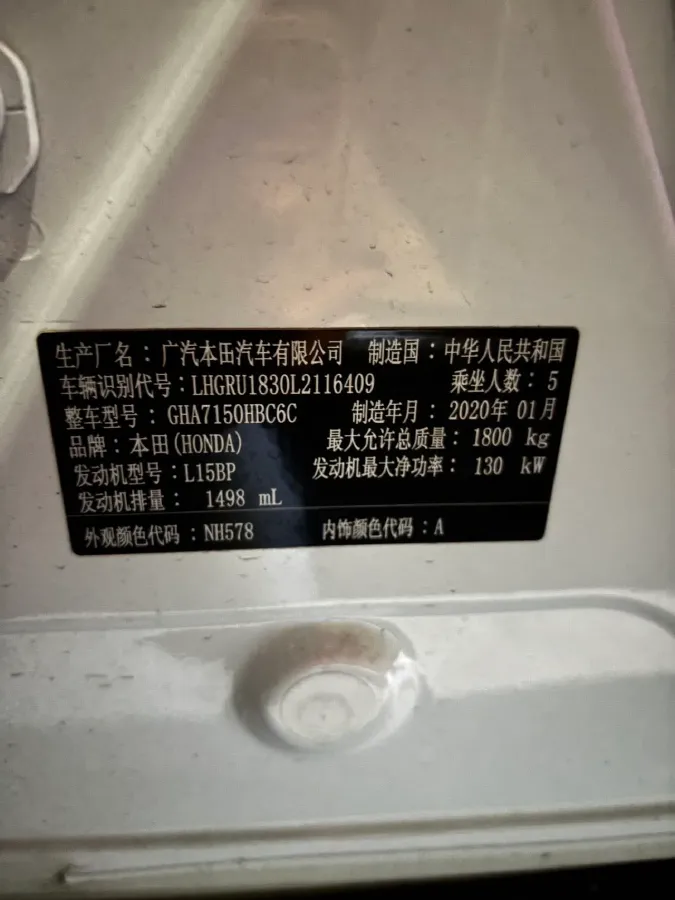 生产厂名：广汽本田汽车有限公司 制造国：中华人民共和国
车辆识别代号：LHGRU1830L2116409 乘坐人数：5
整车型号：GHA7150HBC6C 制造年月：2020年01月
品牌：本田(HONDA) 最大允许总质量：1800 kg
发动机型号：L15BP 发动机最大净功率：130 kW
发动机排量：1498 mL
外观颜色代码：NH578 内饰颜色代码：A